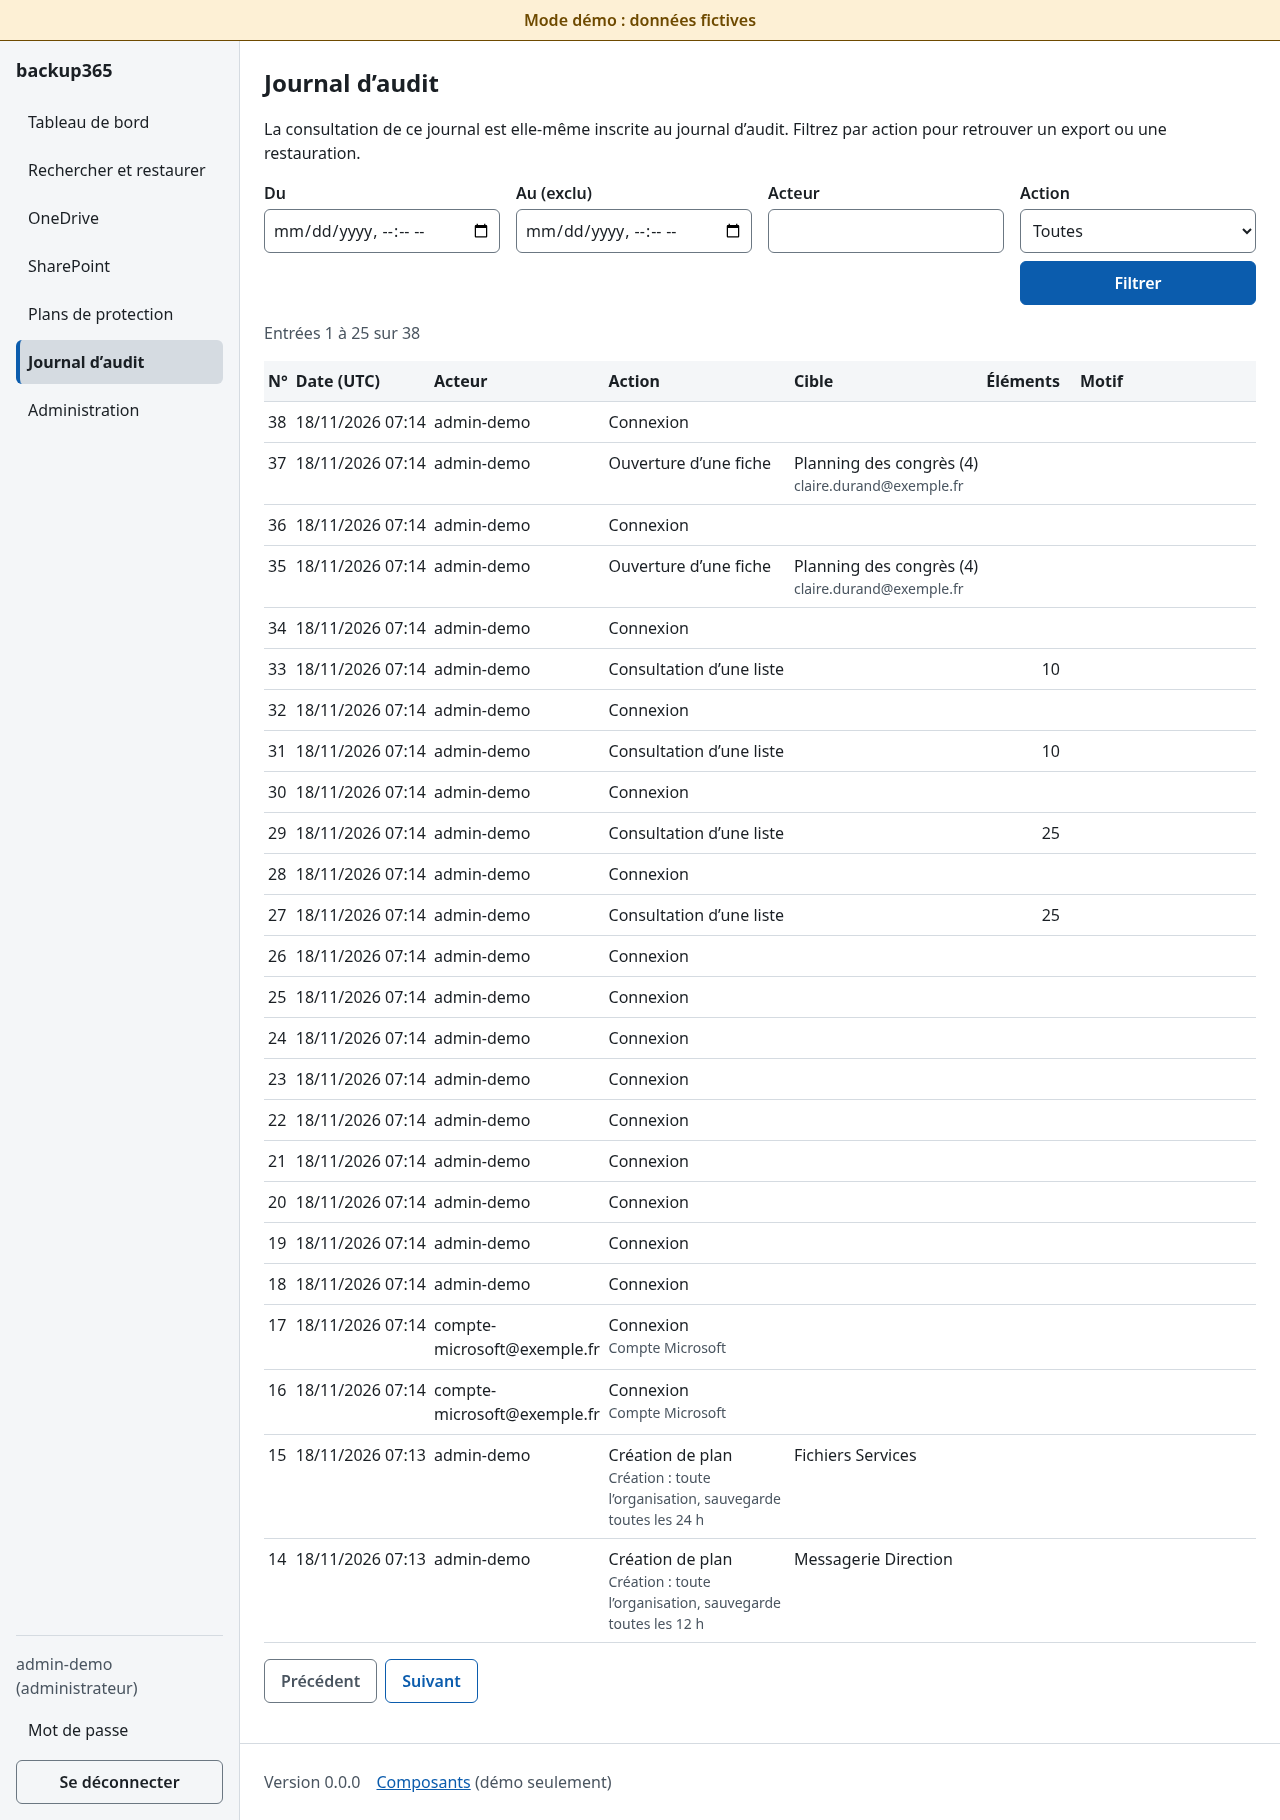 Mode démo : données fictives
backup365
Tableau de bord
Rechercher et restaurer
OneDrive
SharePoint
Plans de protection
Journal d’audit
Administration
admin-demo
(administrateur)
Mot de passe
Se déconnecter
Journal d’audit
La consultation de ce journal est elle-même inscrite au journal d’audit. Filtrez par action pour retrouver un export ou une
restauration.
Du Au (exclu) Acteur Action
mm/dd/yyyy, --:-- -- mm/dd/yyyy, --:-- -- Toutes
Filtrer
Entrées 1 à 25 sur 38
N° Date (UTC) Acteur Action Cible Éléments Motif
38 18/11/2026 07:14 admin-demo Connexion
37 18/11/2026 07:14 admin-demo Ouverture d’une fiche Planning des congrès (4)
claire.durand@exemple.fr
36 18/11/2026 07:14 admin-demo Connexion
35 18/11/2026 07:14 admin-demo Ouverture d’une fiche Planning des congrès (4)
claire.durand@exemple.fr
34 18/11/2026 07:14 admin-demo Connexion
33 18/11/2026 07:14 admin-demo Consultation d’une liste 10
32 18/11/2026 07:14 admin-demo Connexion
31 18/11/2026 07:14 admin-demo Consultation d’une liste 10
30 18/11/2026 07:14 admin-demo Connexion
29 18/11/2026 07:14 admin-demo Consultation d’une liste 25
28 18/11/2026 07:14 admin-demo Connexion
27 18/11/2026 07:14 admin-demo Consultation d’une liste 25
26 18/11/2026 07:14 admin-demo Connexion
25 18/11/2026 07:14 admin-demo Connexion
24 18/11/2026 07:14 admin-demo Connexion
23 18/11/2026 07:14 admin-demo Connexion
22 18/11/2026 07:14 admin-demo Connexion
21 18/11/2026 07:14 admin-demo Connexion
20 18/11/2026 07:14 admin-demo Connexion
19 18/11/2026 07:14 admin-demo Connexion
18 18/11/2026 07:14 admin-demo Connexion
17 18/11/2026 07:14 compte- Connexion
microsoft@exemple.fr Compte Microsoft
16 18/11/2026 07:14 compte- Connexion
microsoft@exemple.fr Compte Microsoft
15 18/11/2026 07:13 admin-demo Création de plan Fichiers Services
Création : toute
l’organisation, sauvegarde
toutes les 24 h
14 18/11/2026 07:13 admin-demo Création de plan Messagerie Direction
Création : toute
l’organisation, sauvegarde
toutes les 12 h
Précédent Suivant
Version 0.0.0 Composants (démo seulement)